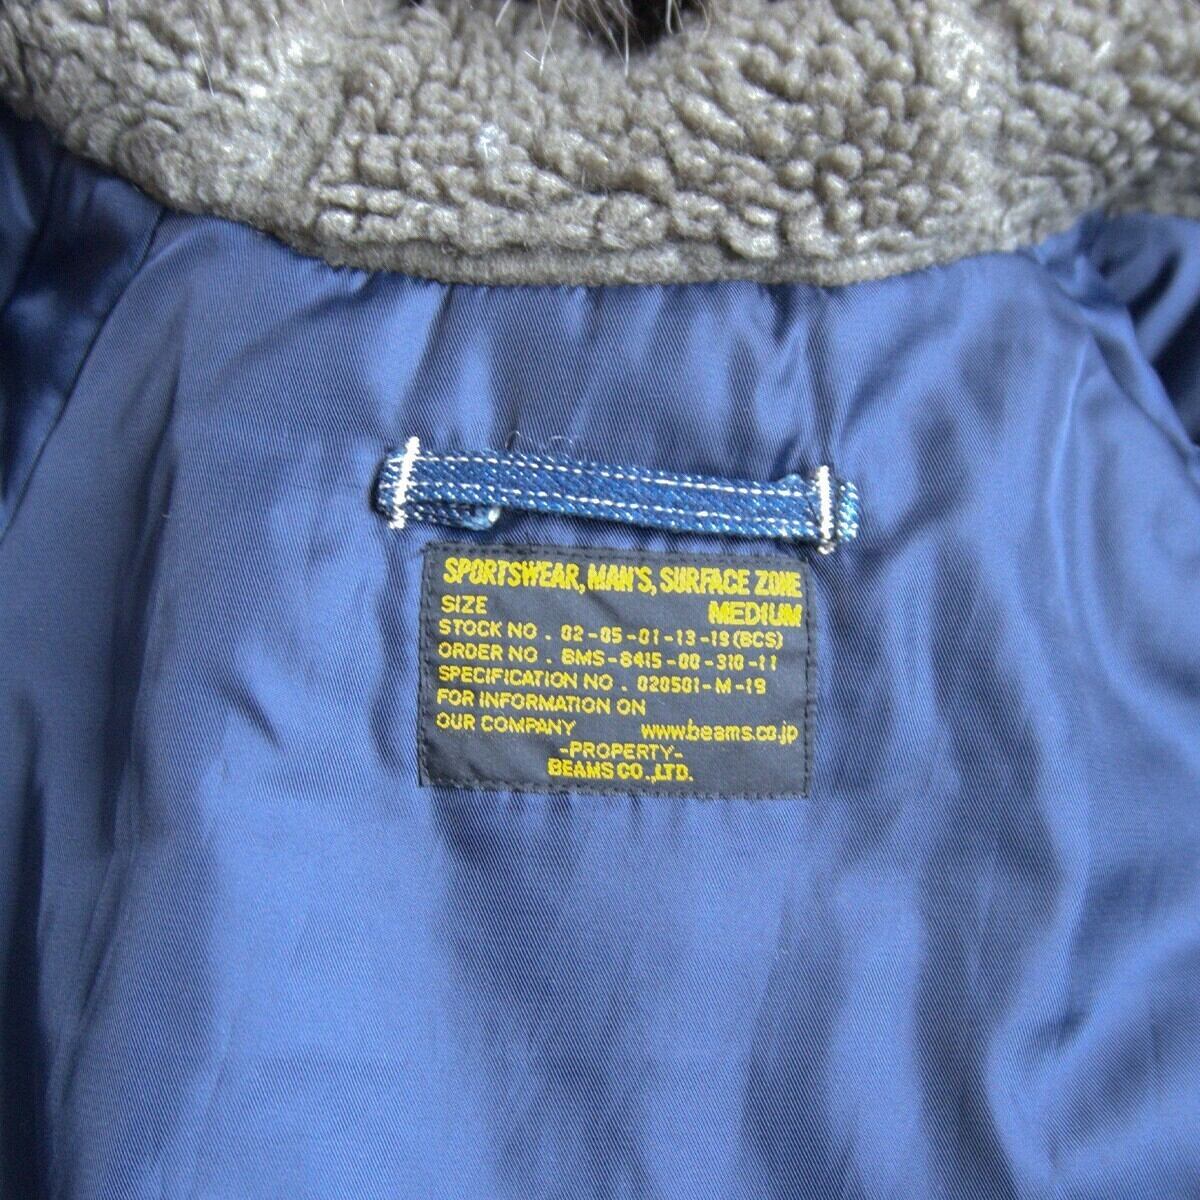 SPORTSWEAR, MAN'S, SURFACE ZONE
SIZE MEDIUM
STOCK NO . 02-05-01-13-19 (BCS)
ORDER NO . BMS-8415-00-310-11
SPECIFICATION NO . 020501-M-19
FOR INFORMATION ON
OUR COMPANY www.beams.co.jp
-PROPERTY-
BEAMS CO.,LTD.